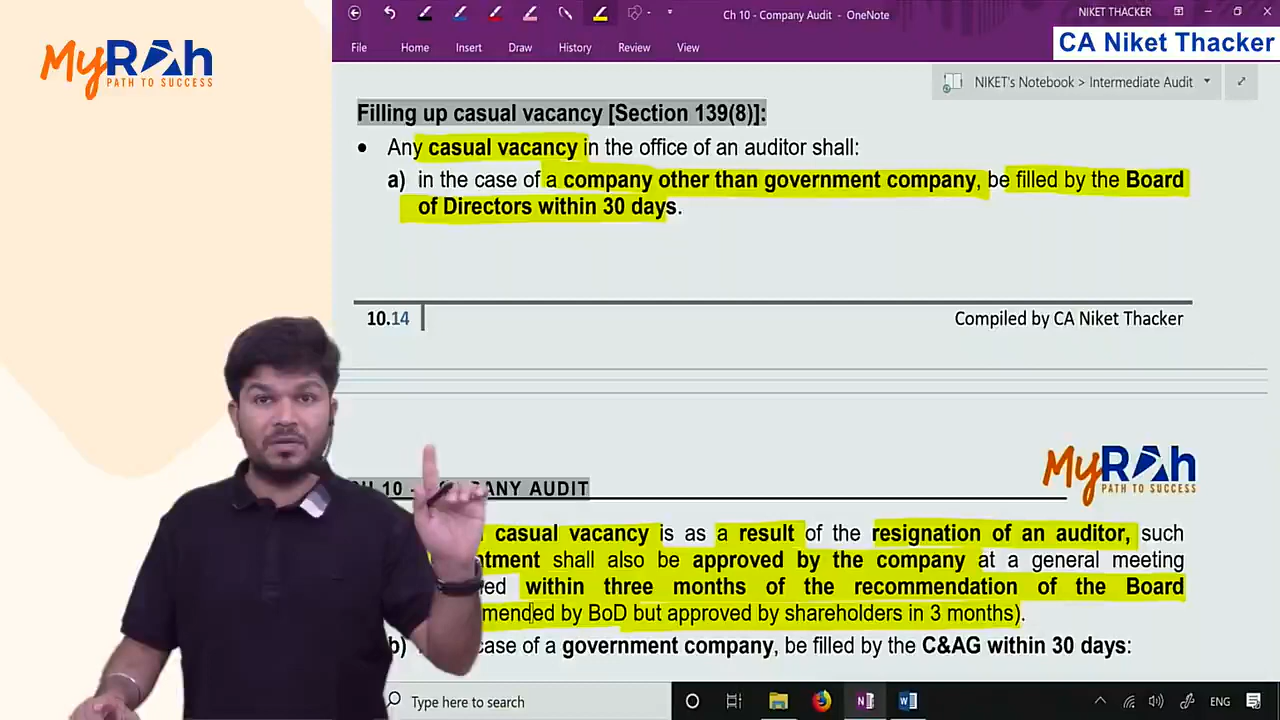 MyRAh
PATH TO SUCCESS
Ch 10 - Company Audit - OneNote
NIKET THACKER
File Home Insert Draw History Review View
CA Niket Thacker
NIKET's Notebook > Intermediate Audit
Filling up casual vacancy [Section 139(8)]:
• Any casual vacancy in the office of an auditor shall:
a) in the case of a company other than government company, be filled by the Board
of Directors within 30 days.
10.14
Compiled by CA Niket Thacker
MyRAh
PATH TO SUCCESS
10 - ANY AUDIT
casual vacancy is as a result of the resignation of an auditor, such
shall also be approved by the company at a general meeting
within three months of the recommendation of the Board
by BoD but approved by shareholders in 3 months).
b) case of a government company, be filled by the C&AG within 30 days:
Type here to search
ENG